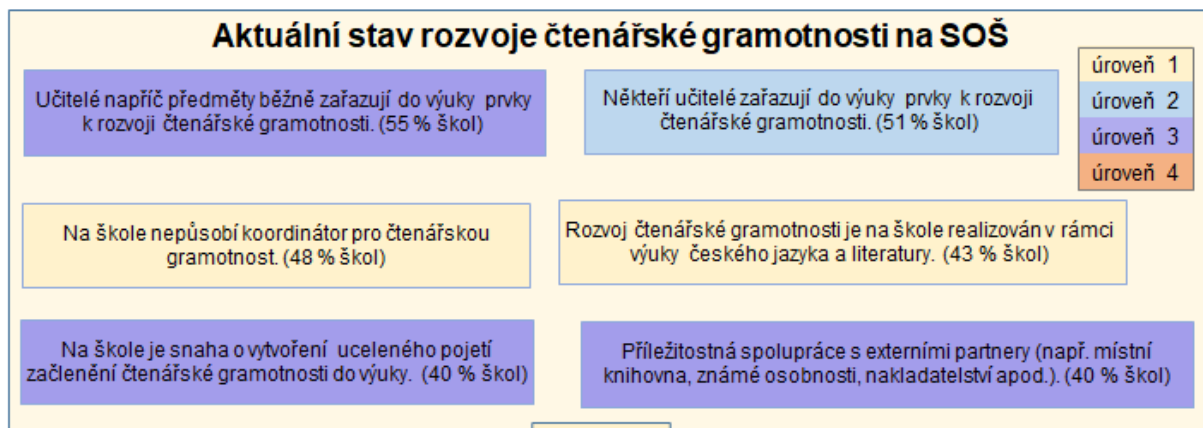 Aktuální stav rozvoje čtenářské gramotnosti na SOŠ
úroveň 1
úroveň 2
úroveň 3
úroveň 4
Učitelé napříč předměty běžně zařazují do výuky prvky
k rozvoji čtenářské gramotnosti. (55 % škol)
Někteří učitelé zařazují do výuky prvky k rozvoji
čtenářské gramotnosti. (51 % škol)
Na škole nepůsobí koordinátor pro čtenářskou
gramotnost. (48 % škol)
Rozvoj čtenářské gramotnosti je na škole realizován v rámci
výuky českého jazyka a literatury. (43 % škol)
Na škole je snaha o vytvoření uceleného pojetí
začlenění čtenářské gramotnosti do výuky. (40 % škol)
Příležitostná spolupráce s externími partnery (např. místní
knihovna, známé osobnosti, nakladatelství apod.). (40 % škol)